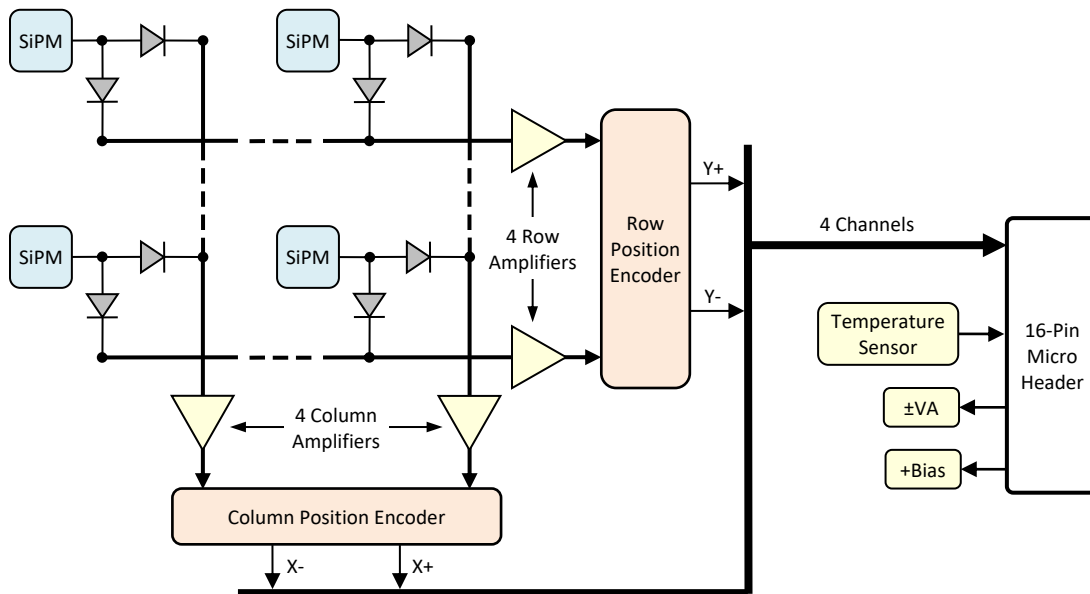 SiPM
SiPM
Y+
4 Row
Amplifiers
Row
Position
Encoder
4 Channels
SiPM
SiPM
Y-
Temperature
Sensor
16-Pin
Micro
Header
±VA
4 Column
Amplifiers
+Bias
Column Position Encoder
X-
X+